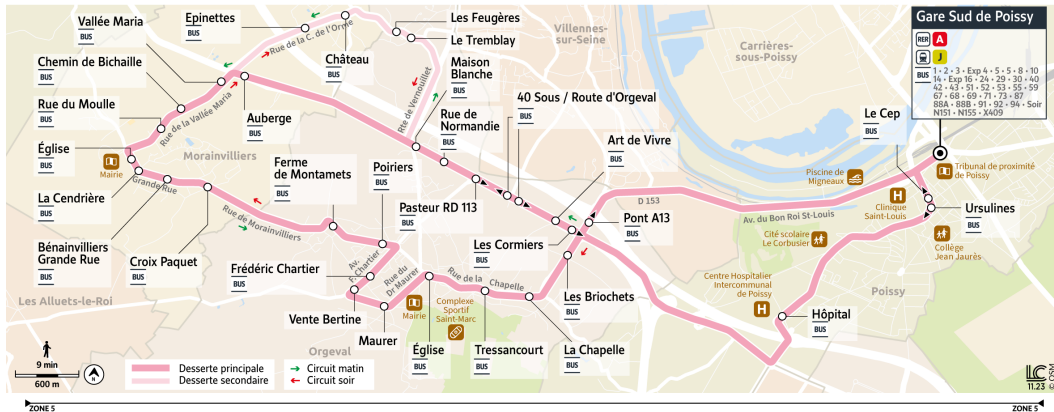 Gare Sud de Poissy
RER A
J
BUS
1 • 2 • 3 • Exp 4 • 5 • 5 • 8 • 10
14 • Exp 16 • 24 • 29 • 30 • 40
42 • 43 • 51 • 52 • 53 • 55 • 59
67 • 68 • 69 • 71 • 73 • 87
88A • 88B • 91 • 92 • 94 • Soir
N151 • N155 • X409
Vallée Maria
BUS
Epinettes
BUS
Rue de la C. de l'Orme
Château
BUS
Les Feugères
BUS
Le Tremblay
BUS
Villennes-
sur-Seine
Carrières-
sous-Poissy
Chemin de Bichaille
BUS
Maison
Blanche
BUS
Rte de Vernouillet
Rue du Moulle
BUS
Rue de la Vallée Maria
Auberge
BUS
Rue de
Normandie
BUS
40 Sous / Route d'Orgeval
BUS
Le Cep
BUS
Art de Vivre
BUS
Église
BUS
Mairie
Morainvilliers
Ferme
de Montamets
BUS
Poiriers
BUS
Piscine de
Migneaux
Tribunal de proximité
de Poissy
La Cendrière
BUS
Grande Rue
Rue de Morainvilliers
Pasteur RD 113
BUS
D 153
Pont A13
BUS
Av. du Bon Roi St-Louis
Clinique
Saint-Louis
Ursulines
BUS
Bénainvilliers
Grande Rue
BUS
Croix Paquet
BUS
Les Cormiers
BUS
Cité scolaire
Le Corbusier
Collège
Jean Jaurès
Frédéric Chartier
BUS
Av.
F. Chartier
Rue du
Dr Maurer
Rue de la Chapelle
Les Briochets
BUS
Centre Hospitalier
Intercommunal
de Poissy
Poissy
Les Alluets-le-Roi
Vente Bertine
Maurer
BUS
Mairie
Complexe
Sportif
Saint-Marc
Hôpital
BUS
Orgeval
Église
BUS
Tressancourt
BUS
La Chapelle
BUS
9 min
600 m
N
Desserte principale
Desserte secondaire
Circuit matin
Circuit soir
LC
11.23
© OSM
ZONE 5
ZONE 5